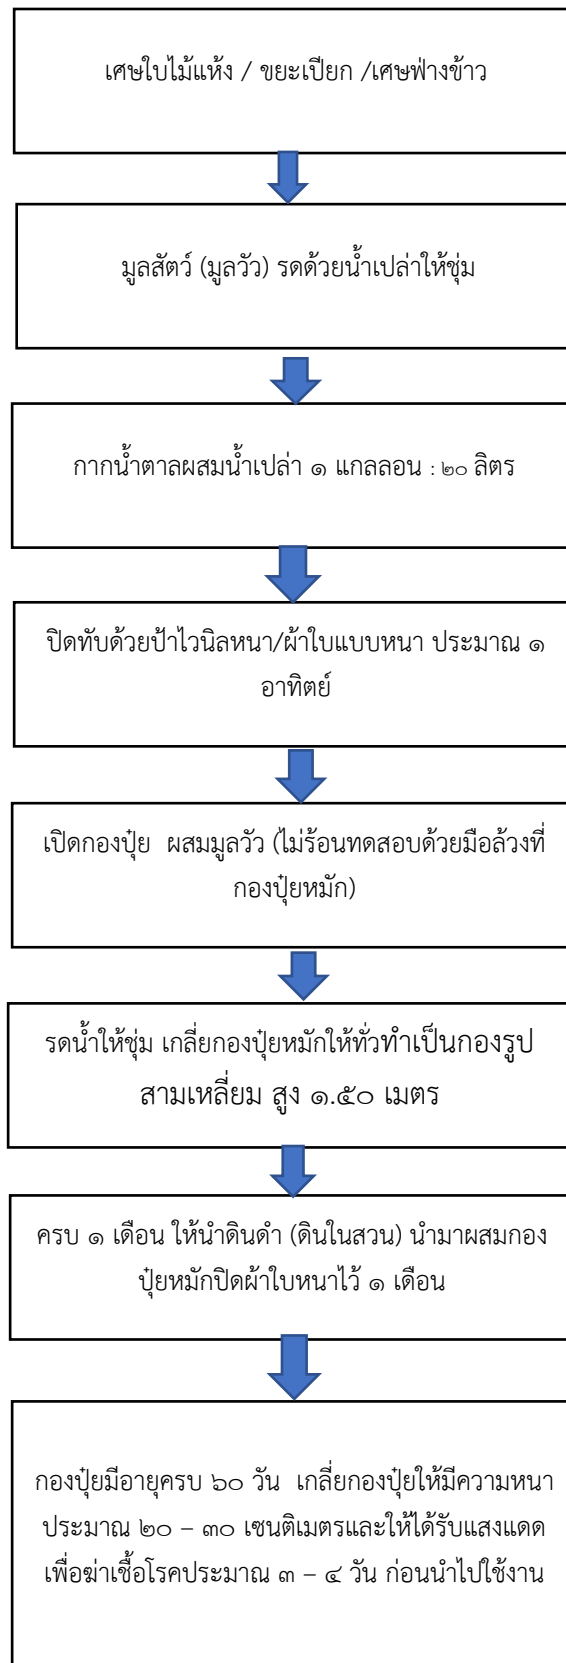 เศษใบไม้แห้ง / ขยะเปียก /เศษฟางข้าว
มูลสัตว์ (มูลวัว) รดด้วยน้ำเปล่าให้ชุ่ม
กากน้ำตาลผสมน้ำเปล่า ๑ แกลลอน : ๒๐ ลิตร
ปิดทับด้วยป้าไวนิลหนา/ผ้าใบแบบหนา ประมาณ ๑
อาทิตย์
เปิดกองปุ๋ย ผสมมูลวัว (ไม่ร้อนทดสอบด้วยมือล้วงที่
กองปุ๋ยหมัก)
รดน้ำให้ชุ่ม เกลี่ยกองปุ๋ยหมักให้ทั่วทำเป็นกองรูป
สามเหลี่ยม สูง ๑.๕๐ เมตร
ครบ ๑ เดือน ให้นำดินดำ (ดินในสวน) นำมาผสมกอง
ปุ๋ยหมักปิดผ้าใบหนาไว้ ๑ เดือน
กองปุ๋ยมีอายุครบ ๖๐ วัน เกลี่ยกองปุ๋ยให้มีความหนา
ประมาณ ๒๐ – ๓๐ เซนติเมตรและให้ได้รับแสงแดด
เพื่อฆ่าเชื้อโรคประมาณ ๓ – ๔ วัน ก่อนนำไปใช้งาน